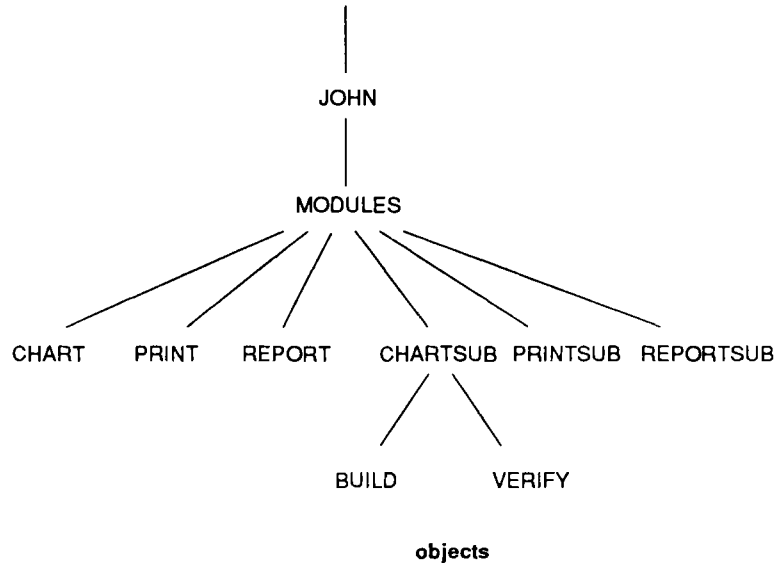 JOHN
MODULES
CHART PRINT REPORT CHARTSUB PRINTSUB REPORTSUB
BUILD VERIFY
objects